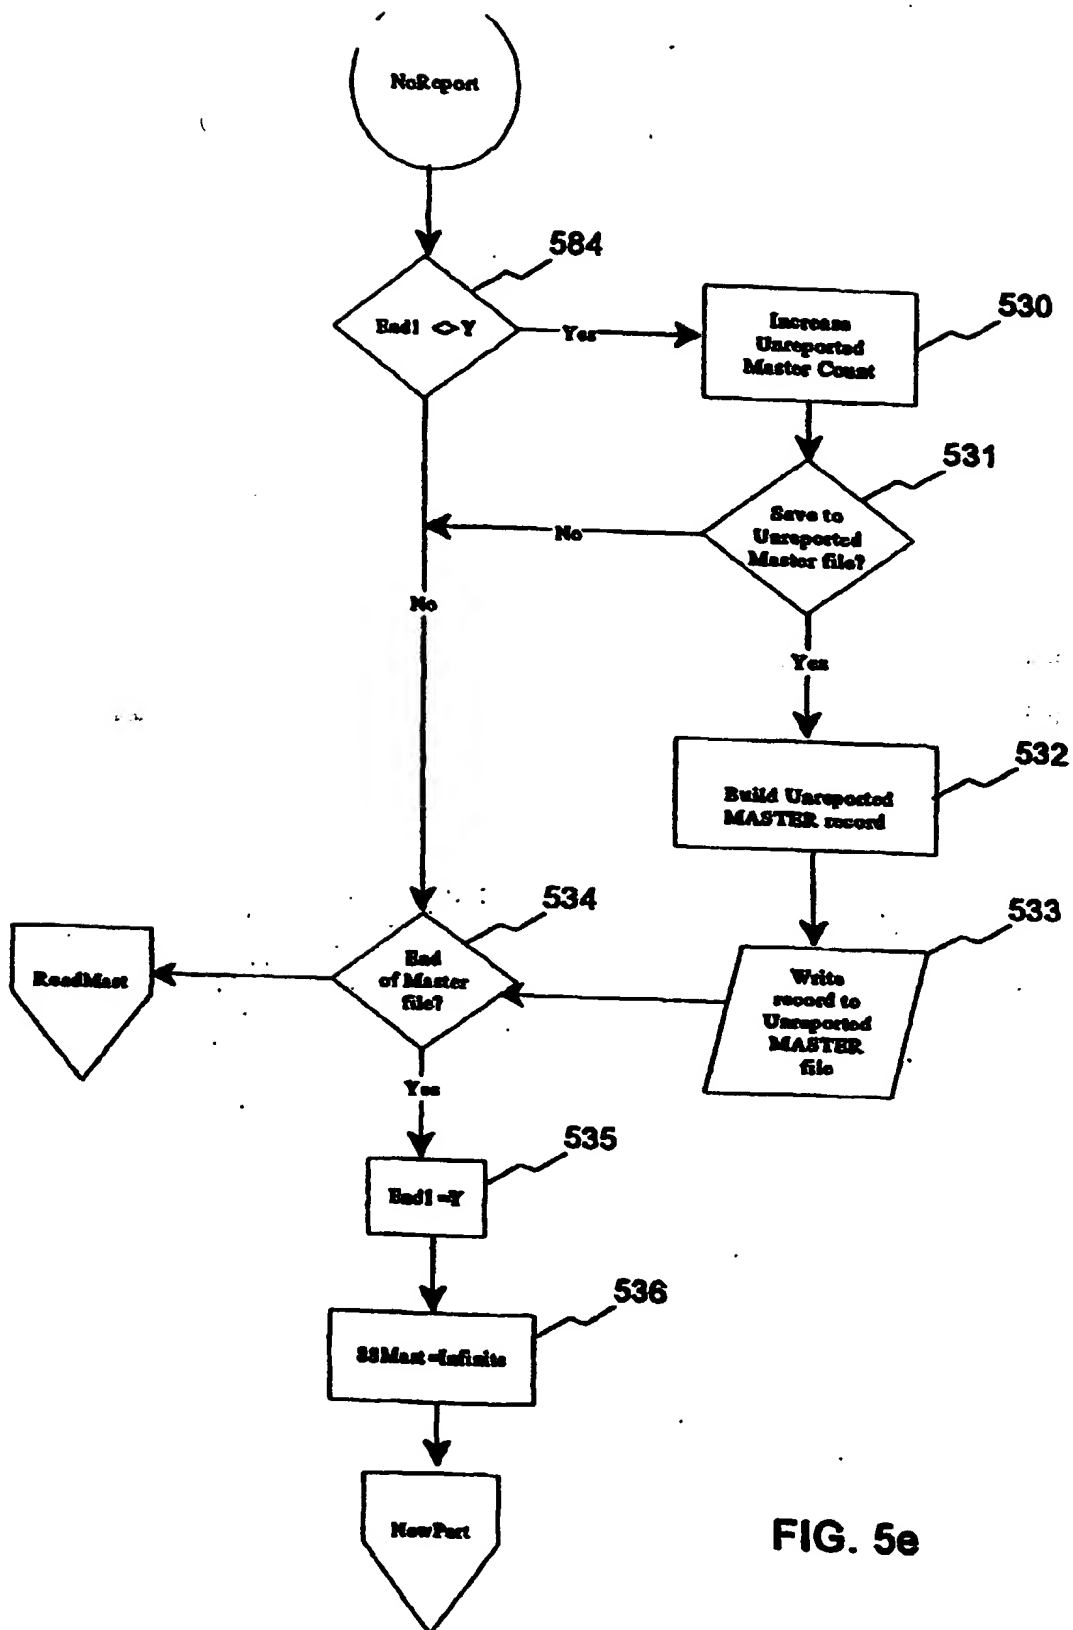 NoReport
584
End1 <> Y
Yes
Increase
Unreported
Master Count
530
531
Save to
Unreported
Master file?
No
No
Yes
532
Build Unreported
MASTER record
534
533
End
of Master
file?
ReadMast
Write
record to
Unreported
MASTER
file
Yes
535
End1 =Y
536
SSMast =Infinite
NewPart
FIG. 5e